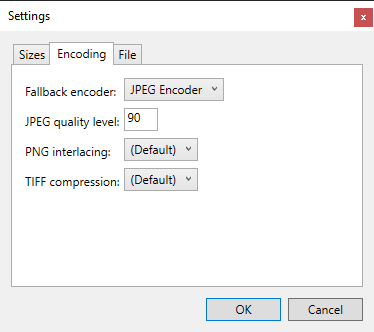 Settings
x
Sizes Encoding File
Fallback encoder: JPEG Encoder
JPEG quality level: 90
PNG interlacing: (Default)
TIFF compression: (Default)
OK Cancel